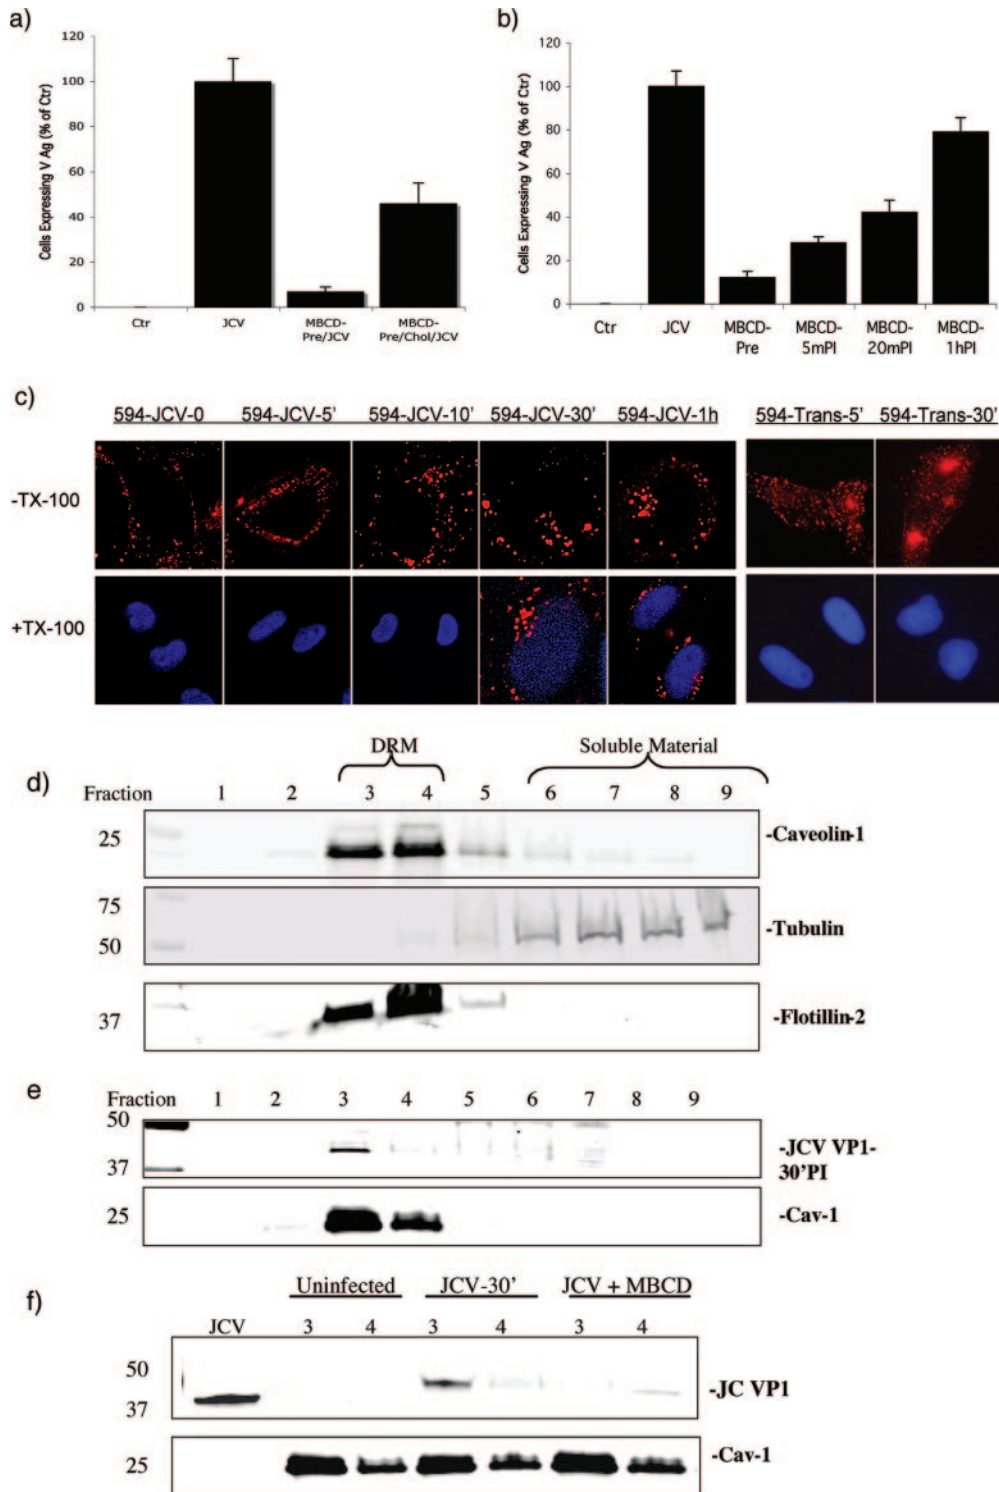 a)
120
100
80
60
40
20
0
Cells Expressing V Ag (% of Ctr)
Ctr
JCV
MBCD-
Pre/JCV
MBCD-
Pre/Chol/JCV
b)
120
100
80
60
40
20
0
Cells Expressing V Ag (% of Ctr)
Ctr
JCV
MBCD-
Pre
MBCD-
5mPI
MBCD-
20mPI
MBCD-
1hPI
c)
594-JCV-0 594-JCV-5' 594-JCV-10' 594-JCV-30' 594-JCV-1h 594-Trans-5' 594-Trans-30'
-TX-100
+TX-100
d)
DRM Soluble Material
Fraction 1 2 3 4 5 6 7 8 9
25
-Caveolin-1
75
50
-Tubulin
37
-Flotillin-2
e
Fraction 1 2 3 4 5 6 7 8 9
50
37
-JCV VP1-
30'PI
25
-Cav-1
f)
Uninfected JCV-30' JCV + MBCD
JCV 3 4 3 4 3 4
50
37
-JC VP1
25
-Cav-1